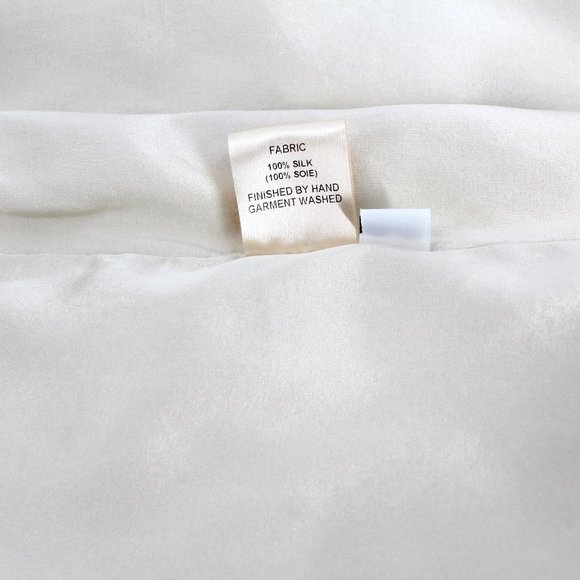 FABRIC
100% SILK
(100% SOIE)
FINISHED BY HAND
GARMENT WASHED